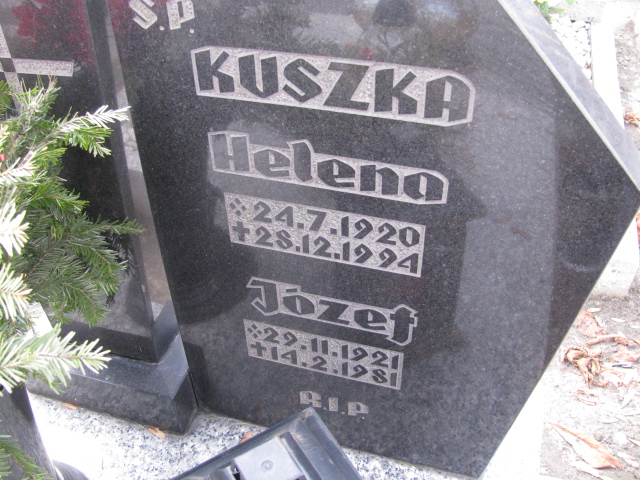 Ś.P.
KUSZKA
Helena
24.7.1920
28.12.1994
Józef
29.11.1921
14.2.1981
R.I.P.